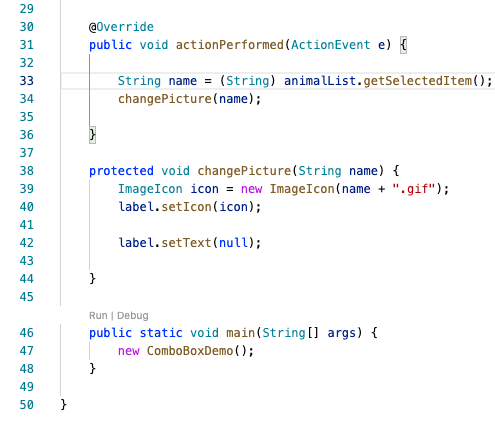 29
30 @Override
31 public void actionPerformed(ActionEvent e) {
32
33 String name = (String) animalList.getSelectedItem();
34 changePicture(name);
35
36 }
37
38 protected void changePicture(String name) {
39 ImageIcon icon = new ImageIcon(name + ".gif");
40 label.setIcon(icon);
41
42 label.setText(null);
43
44 }
45
Run | Debug
46 public static void main(String[] args) {
47 new ComboBoxDemo();
48 }
49
50 }